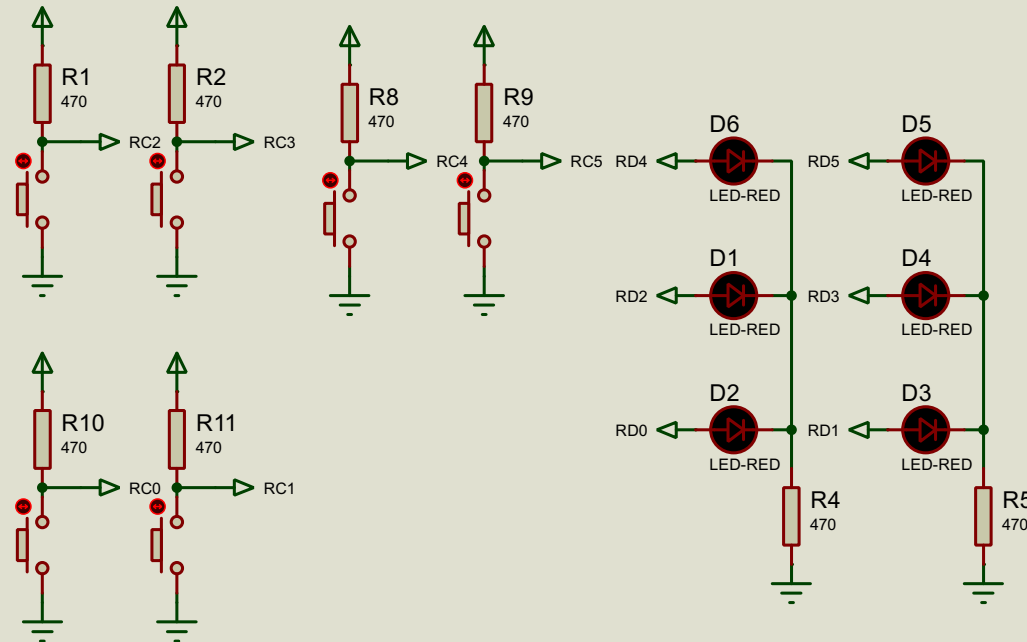 R1
470
RC2
R2
470
RC3
R8
470
RC4
R9
470
RC5
RD4
D6
LED-RED
RD5
D5
LED-RED
RD2
D1
LED-RED
RD3
D4
LED-RED
R10
470
RC0
R11
470
RC1
RD0
D2
LED-RED
RD1
D3
LED-RED
R4
470
R5
470